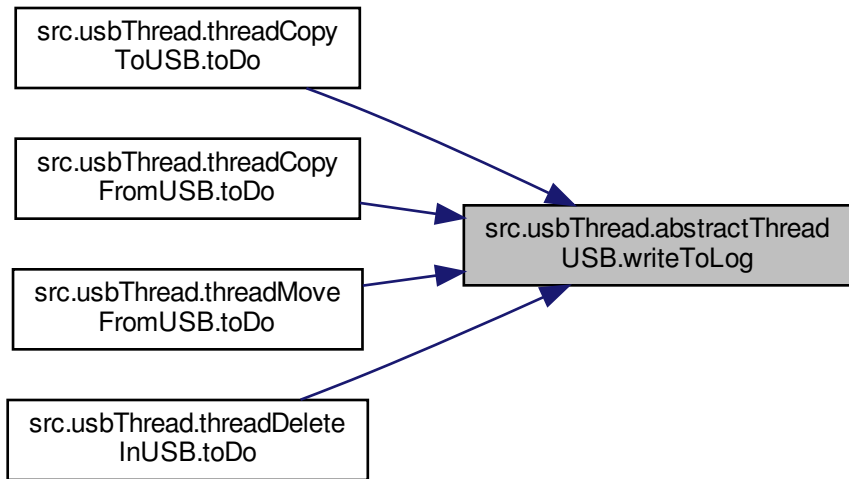 src.usbThread.threadCopy
ToUSB.toDo
src.usbThread.threadCopy
FromUSB.toDo
src.usbThread.abstractThread
USB.writeToLog
src.usbThread.threadMove
FromUSB.toDo
src.usbThread.threadDelete
InUSB.toDo